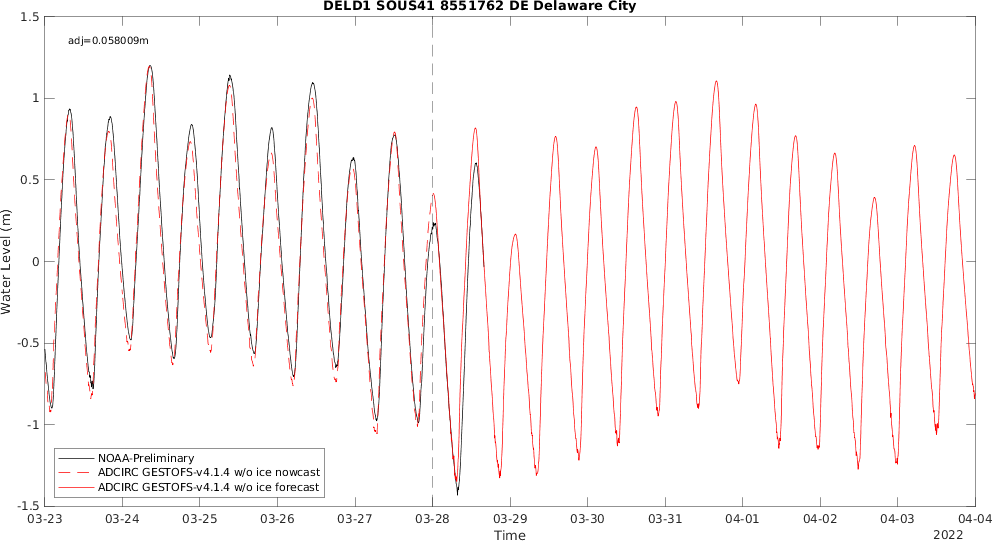 DELD1 SOUS41 8551762 DE Delaware City
adj=0.058009m
1.5
1
0.5
0
-0.5
-1
-1.5
Water Level (m)
NOAA-Preliminary
ADCIRC GESTOFS-v4.1.4 w/o ice nowcast
ADCIRC GESTOFS-v4.1.4 w/o ice forecast
03-23 03-24 03-25 03-26 03-27 03-28 03-29 03-30 03-31 04-01 04-02 04-03 04-04
Time
2022